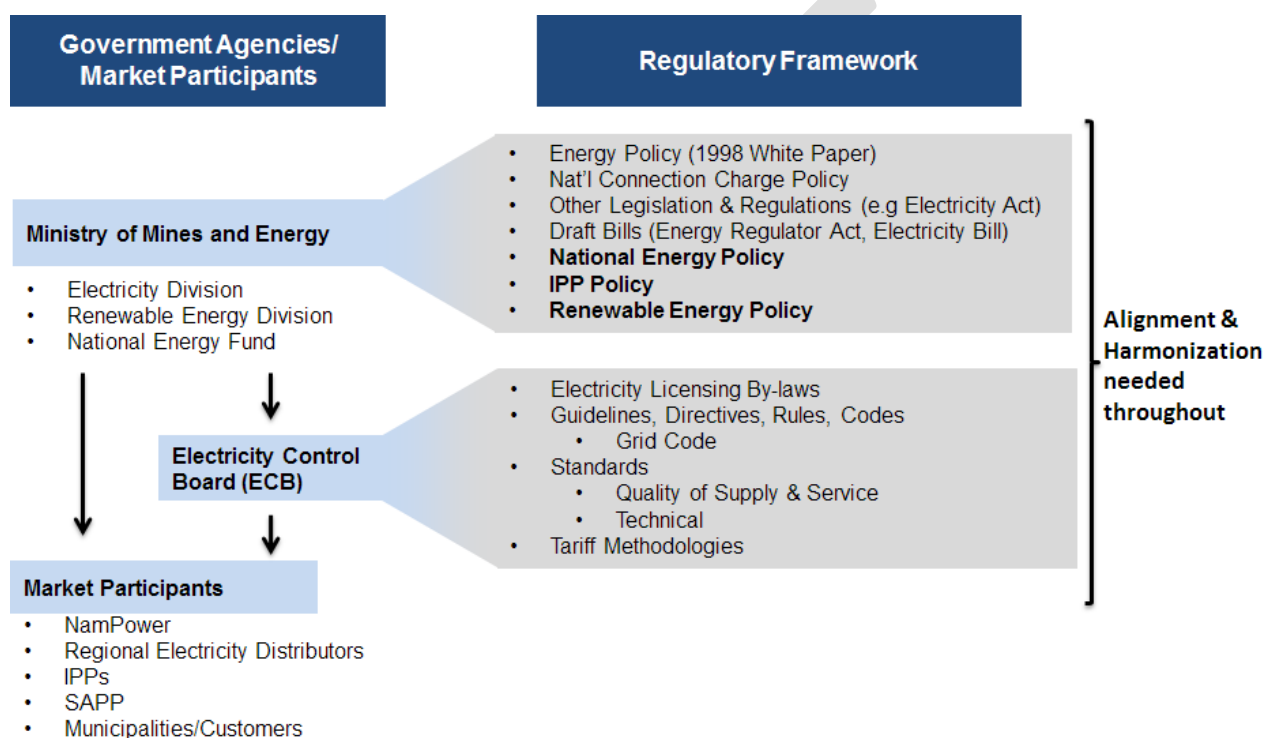 Government Agencies/
Market Participants
Regulatory Framework
Ministry of Mines and Energy
• Electricity Division
• Renewable Energy Division
• National Energy Fund
• Energy Policy (1998 White Paper)
• Nat'l Connection Charge Policy
• Other Legislation & Regulations (e.g Electricity Act)
• Draft Bills (Energy Regulator Act, Electricity Bill)
• National Energy Policy
• IPP Policy
• Renewable Energy Policy
Electricity Control
Board (ECB)
• Electricity Licensing By-laws
• Guidelines, Directives, Rules, Codes
• Grid Code
• Standards
• Quality of Supply & Service
• Technical
• Tariff Methodologies
Alignment &
Harmonization
needed
throughout
Market Participants
• NamPower
• Regional Electricity Distributors
• IPPs
• SAPP
• Municipalities/Customers